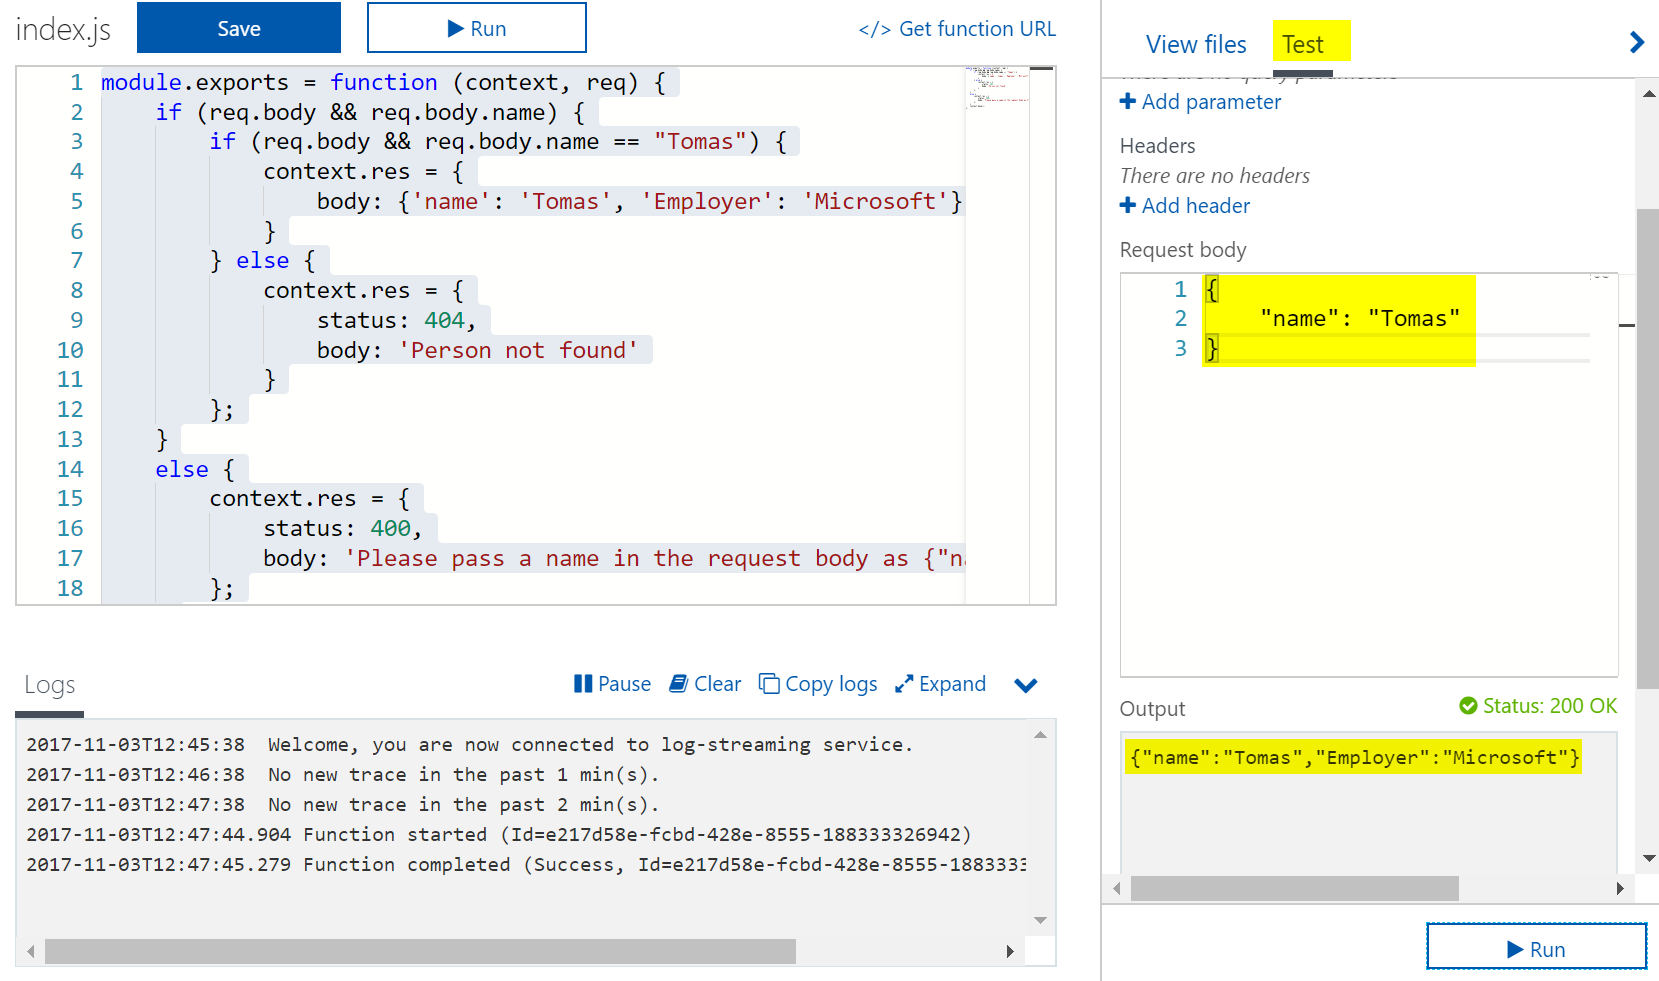 index.js
Save
Run
</> Get function URL
1 module.exports = function (context, req) {
2 if (req.body && req.body.name) {
3 if (req.body && req.body.name == "Tomas") {
4 context.res = {
5 body: {'name': 'Tomas', 'Employer': 'Microsoft'}
6 }
7 } else {
8 context.res = {
9 status: 404,
10 body: 'Person not found'
11 }
12 };
13 }
14 else {
15 context.res = {
16 status: 400,
17 body: 'Please pass a name in the request body as {"na
18 };
Logs
Pause Clear Copy logs Expand
2017-11-03T12:45:38 Welcome, you are now connected to log-streaming service.
2017-11-03T12:46:38 No new trace in the past 1 min(s).
2017-11-03T12:47:38 No new trace in the past 2 min(s).
2017-11-03T12:47:44.904 Function started (Id=e217d58e-fcbd-428e-8555-188333326942)
2017-11-03T12:47:45.279 Function completed (Success, Id=e217d58e-fcbd-428e-8555-1883333
View files Test
There are no query parameters
Add parameter
Headers
There are no headers
Add header
Request body
1 {
2 "name": "Tomas"
3 }
Output
Status: 200 OK
{"name":"Tomas","Employer":"Microsoft"}
Run